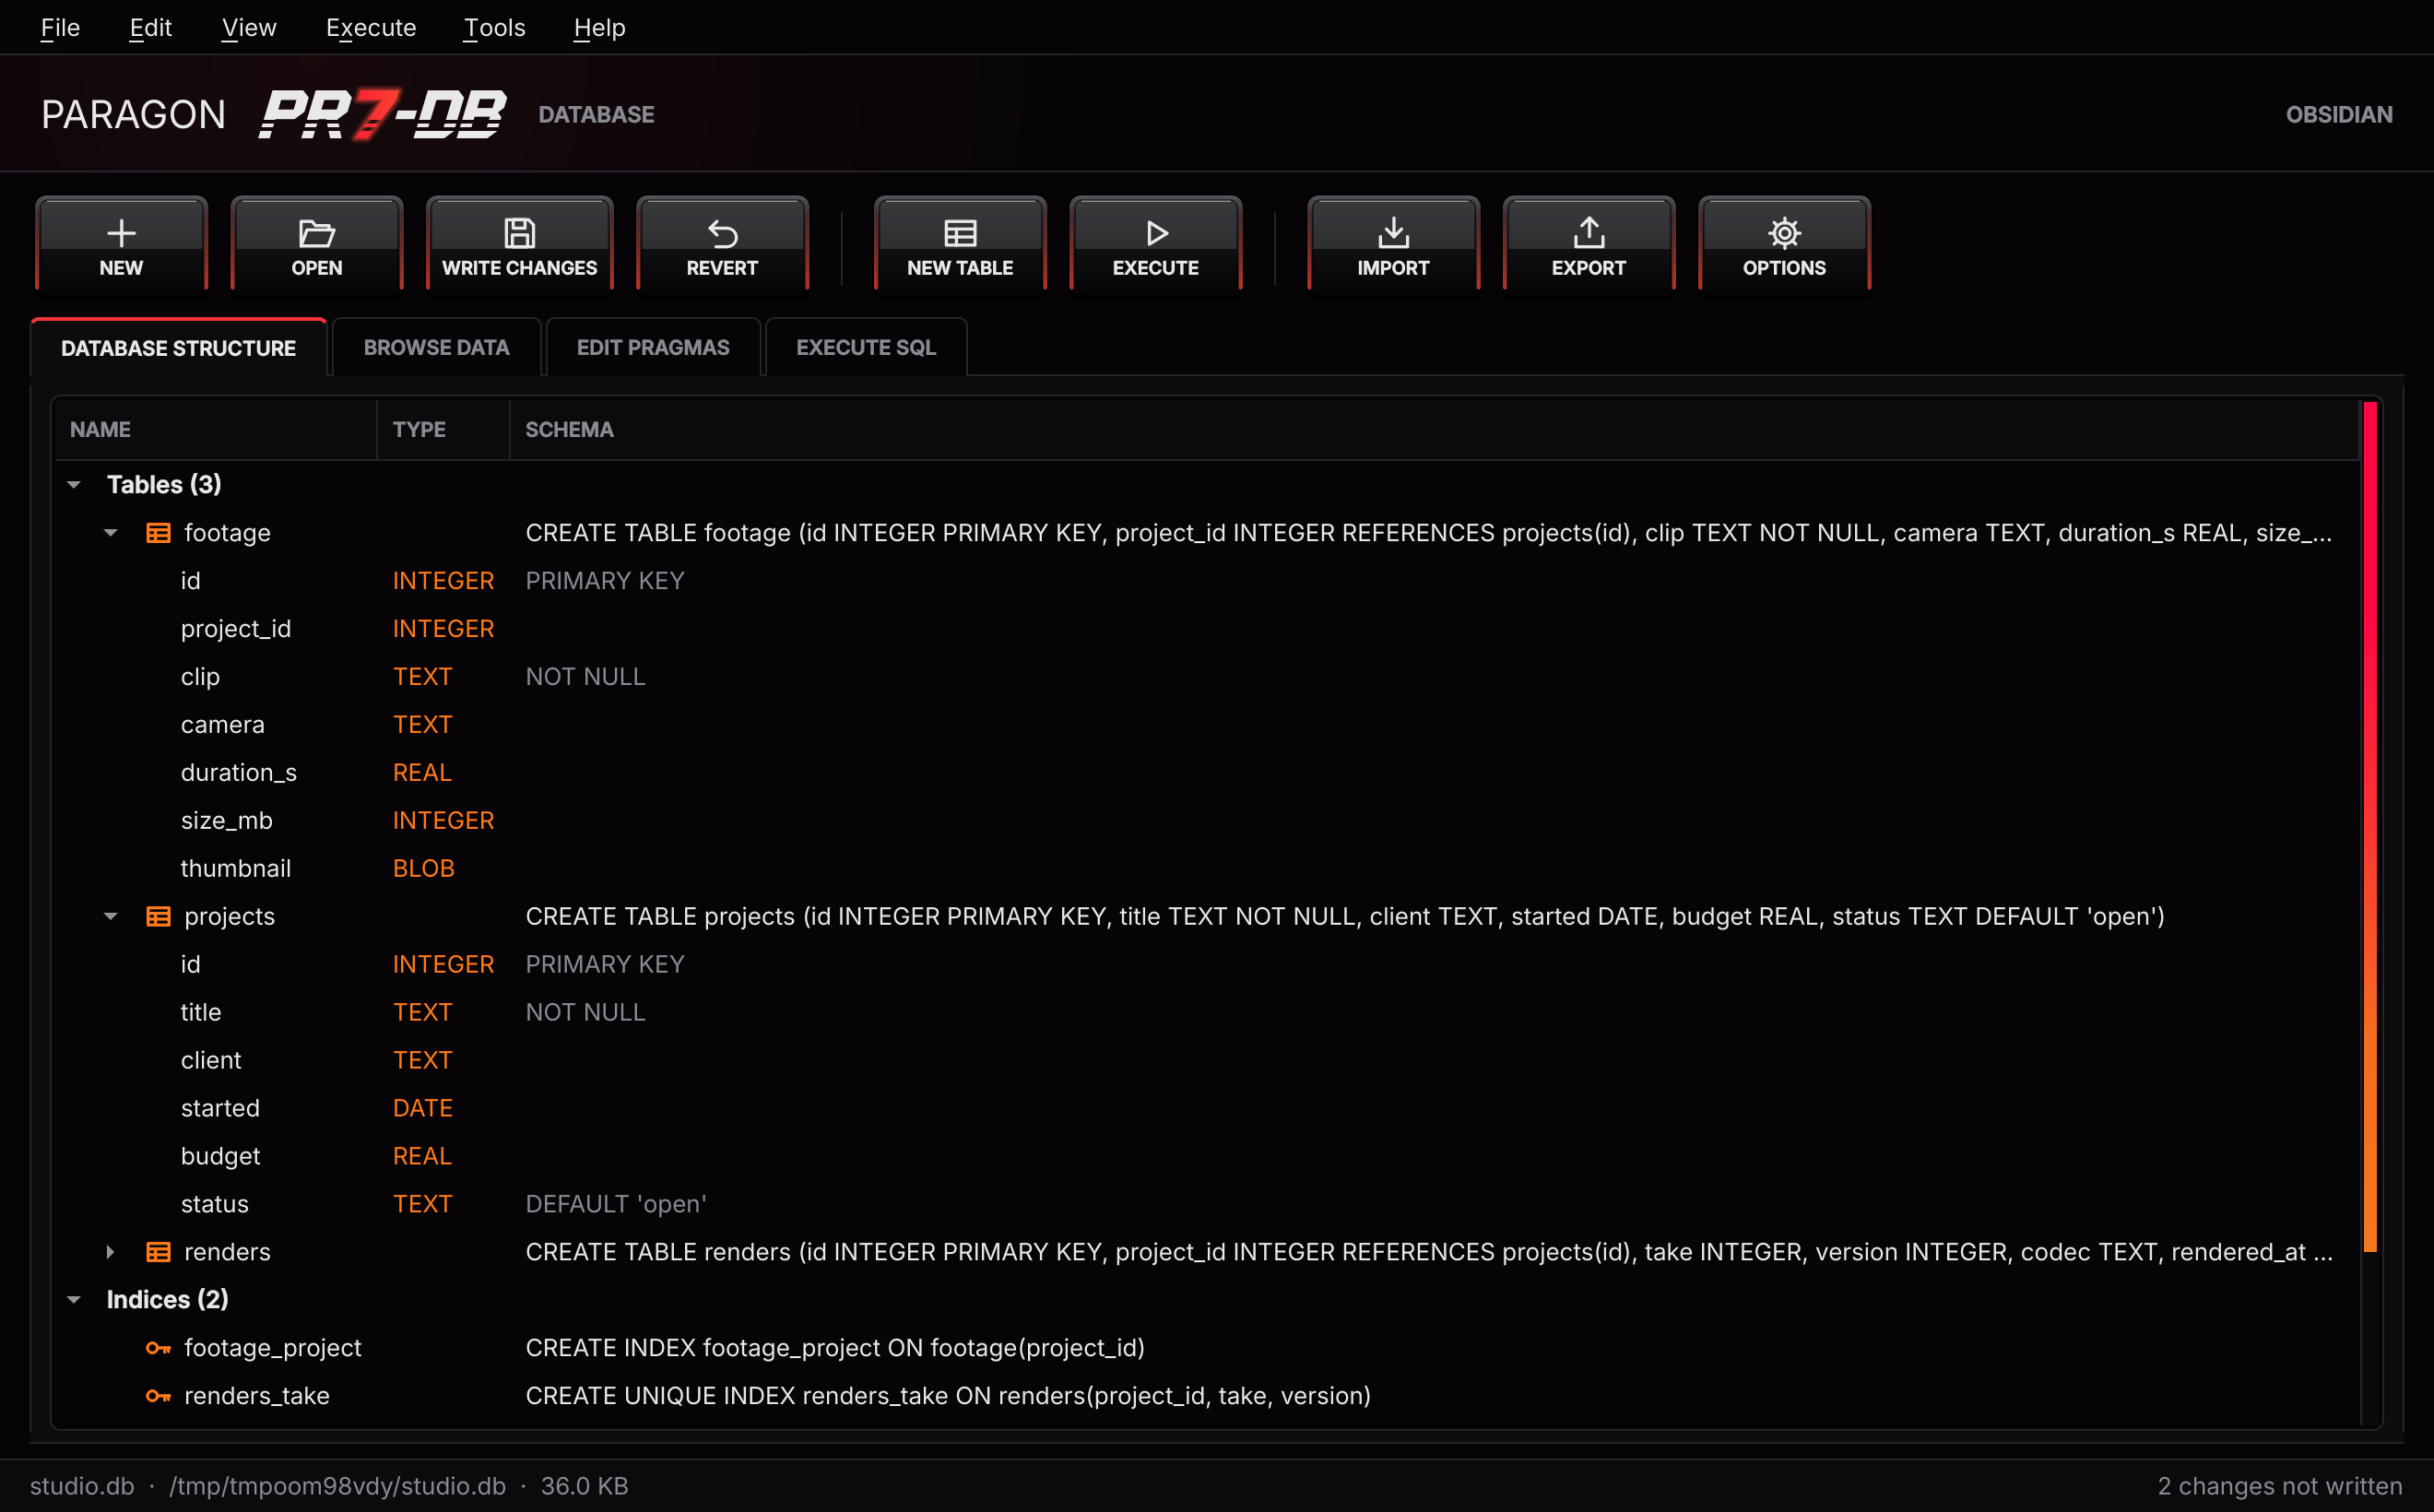 File Edit View Execute Tools Help
PARAGON PR7-DB DATABASE OBSIDIAN
NEW OPEN WRITE CHANGES REVERT NEW TABLE EXECUTE IMPORT EXPORT OPTIONS
DATABASE STRUCTURE BROWSE DATA EDIT PRAGMAS EXECUTE SQL
NAME TYPE SCHEMA
Tables (3)
footage CREATE TABLE footage (id INTEGER PRIMARY KEY, project_id INTEGER REFERENCES projects(id), clip TEXT NOT NULL, camera TEXT, duration_s REAL, size_...
id INTEGER PRIMARY KEY
project_id INTEGER
clip TEXT NOT NULL
camera TEXT
duration_s REAL
size_mb INTEGER
thumbnail BLOB
projects CREATE TABLE projects (id INTEGER PRIMARY KEY, title TEXT NOT NULL, client TEXT, started DATE, budget REAL, status TEXT DEFAULT 'open')
id INTEGER PRIMARY KEY
title TEXT NOT NULL
client TEXT
started DATE
budget REAL
status TEXT DEFAULT 'open'
renders CREATE TABLE renders (id INTEGER PRIMARY KEY, project_id INTEGER REFERENCES projects(id), take INTEGER, version INTEGER, codec TEXT, rendered_at ...
Indices (2)
footage_project CREATE INDEX footage_project ON footage(project_id)
renders_take CREATE UNIQUE INDEX renders_take ON renders(project_id, take, version)
studio.db · /tmp/tmpoom98vdy/studio.db · 36.0 KB 2 changes not written